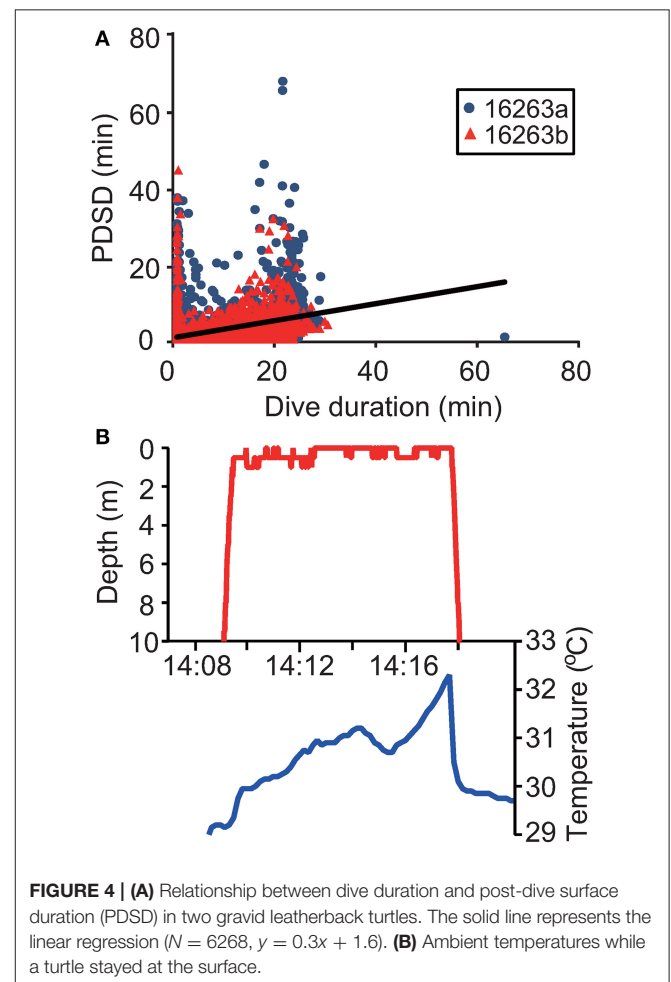 A
80
60
40
20
0
PDSD (min)
16263a
16263b
0 20 40 60 80
Dive duration (min)
B
0
2
4
6
8
10
Depth (m)
14:08 14:12 14:16
33
32
31
30
29
Temperature (ºC)
FIGURE 4 | (A) Relationship between dive duration and post-dive surface
duration (PDSD) in two gravid leatherback turtles. The solid line represents the
linear regression (N = 6268, y = 0.3x + 1.6). (B) Ambient temperatures while
a turtle stayed at the surface.